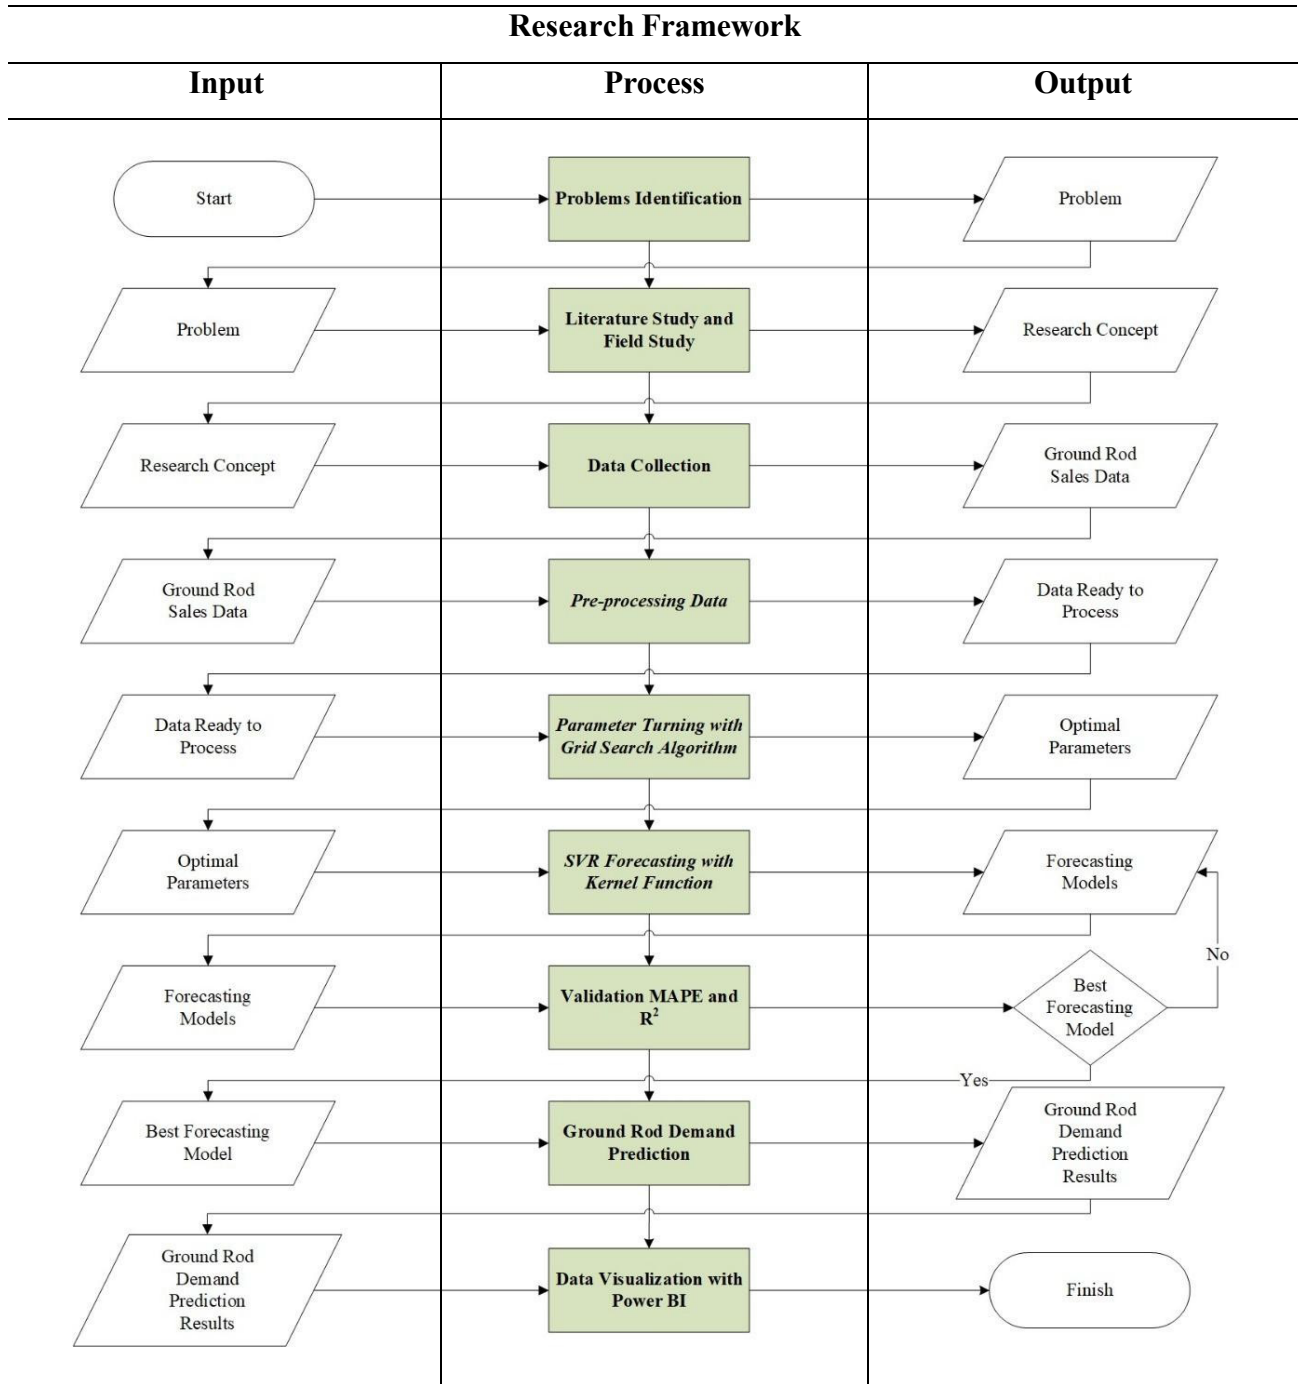 Research Framework
Input
Process
Output
Start
Problems Identification
Problem
Problem
Literature Study and
Field Study
Research Concept
Research Concept
Data Collection
Ground Rod
Sales Data
Ground Rod
Sales Data
Pre-processing Data
Data Ready to
Process
Data Ready to
Process
Parameter Turning with
Grid Search Algorithm
Optimal
Parameters
Optimal
Parameters
SVR Forecasting with
Kernel Function
Forecasting
Models
No
Forecasting
Models
Validation MAPE and
R²
Best
Forecasting
Model
Yes
Best Forecasting
Model
Ground Rod Demand
Prediction
Ground Rod
Demand
Prediction
Results
Ground Rod
Demand
Prediction
Results
Data Visualization with
Power BI
Finish